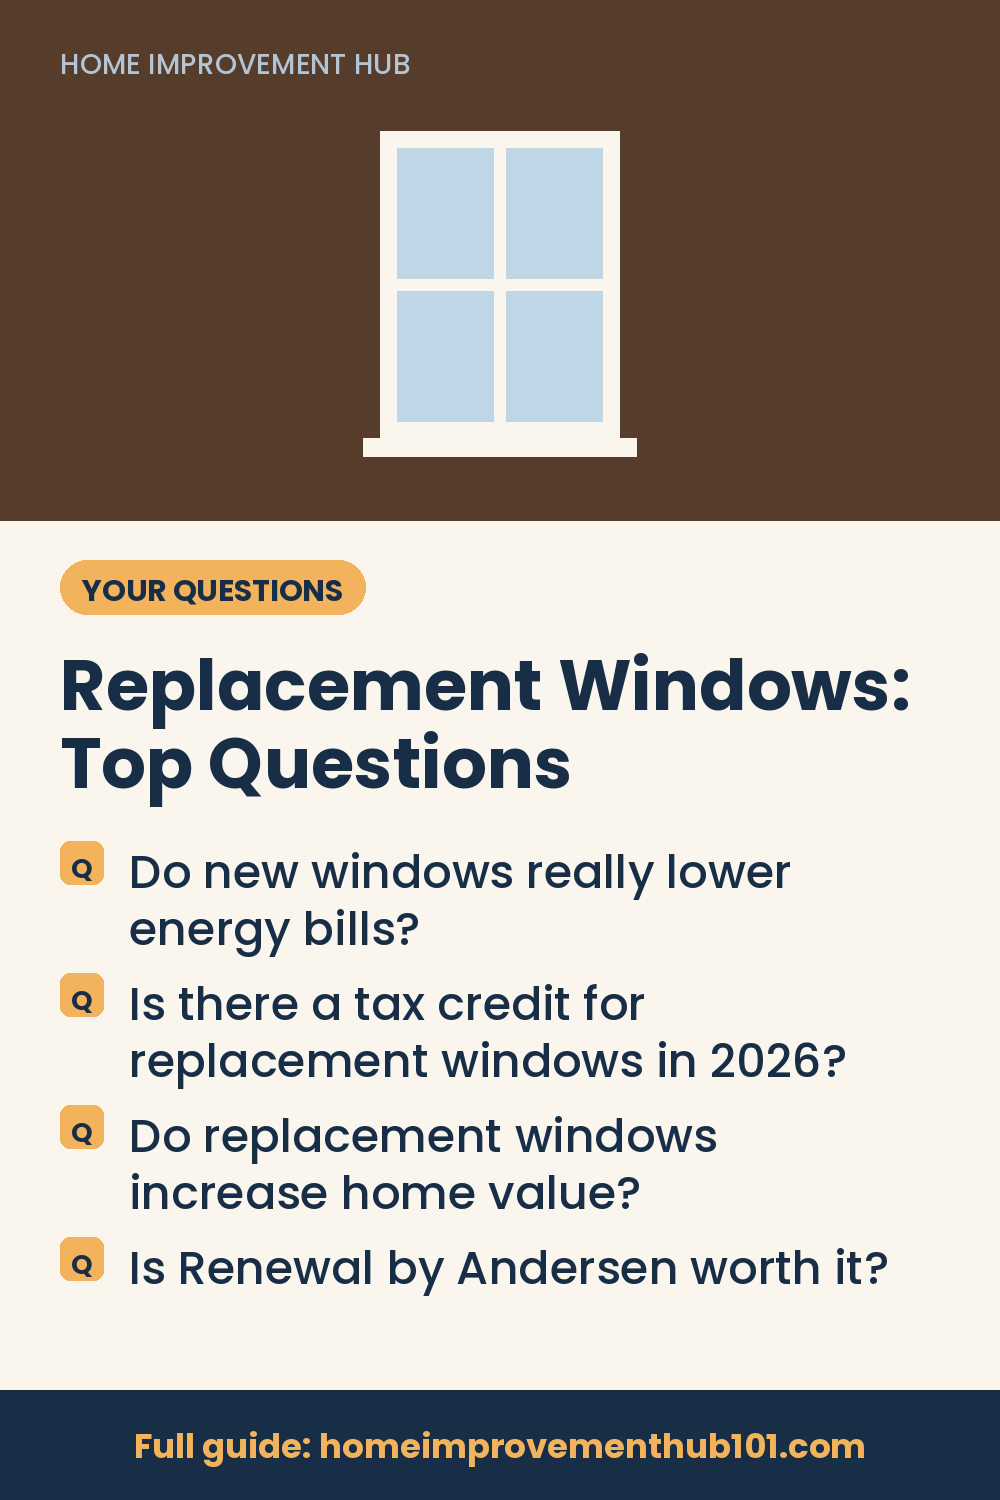 HOME IMPROVEMENT HUB
YOUR QUESTIONS
Replacement Windows:
Top Questions
Q Do new windows really lower
energy bills?
Q Is there a tax credit for
replacement windows in 2026?
Q Do replacement windows
increase home value?
Q Is Renewal by Andersen worth it?
Full guide: homeimprovementhub101.com